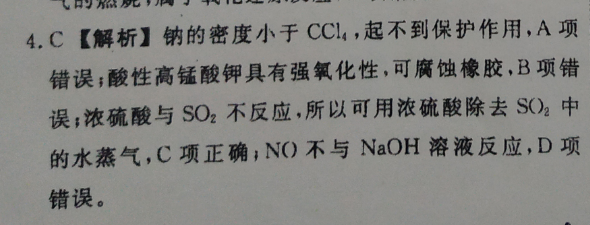 4.C【解析】钠的密度小于 CCl₄，起不到保护作用，A 项
错误；酸性高锰酸钾具有强氧化性，可腐蚀橡胶，B 项错
误；浓硫酸与 SO₂ 不反应，所以可用浓硫酸除去 SO₂ 中
的水蒸气，C 项正确；NO 不与 NaOH 溶液反应，D 项
错误。